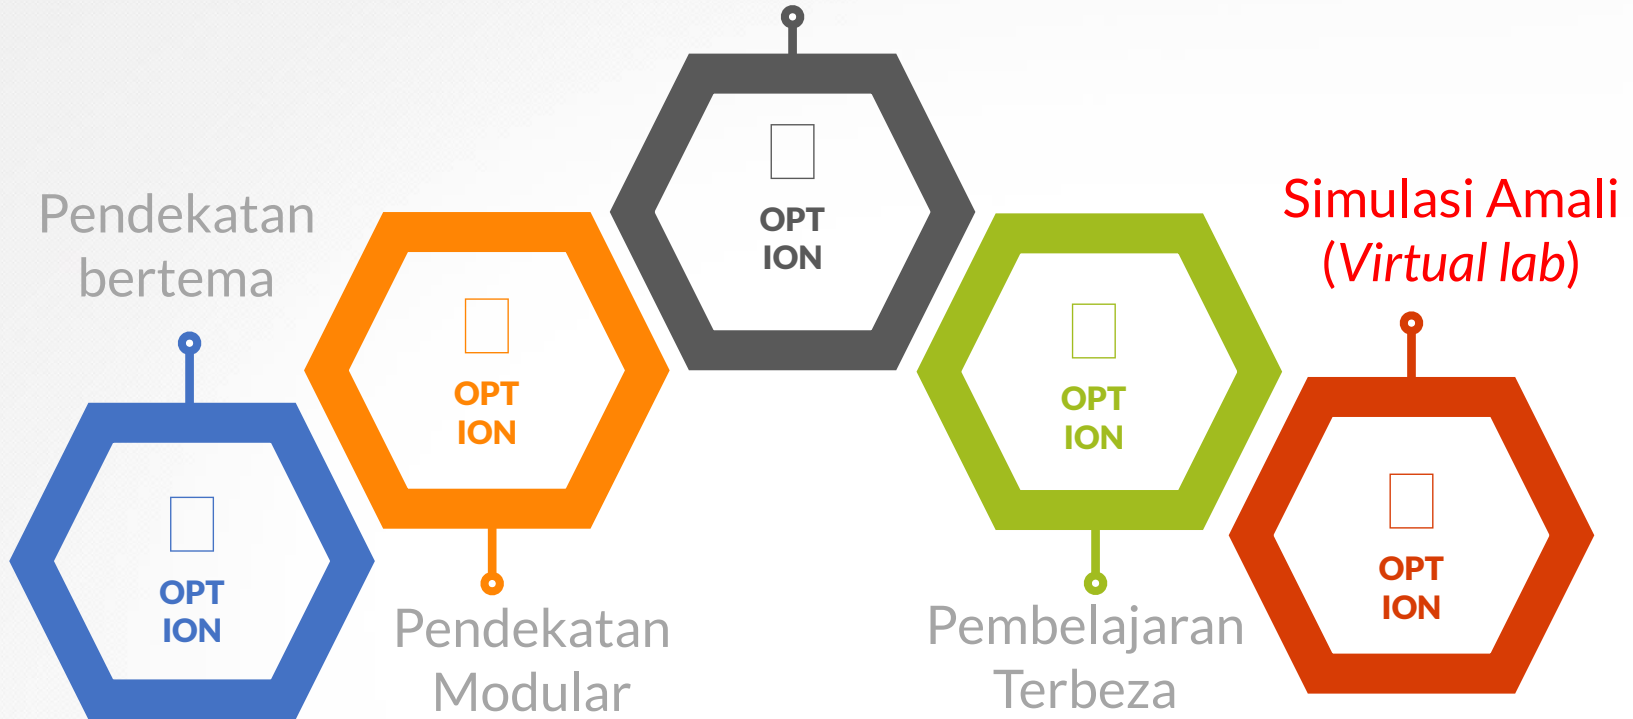 Pendekatan
bertema
OPT
ION
OPT
ION
Pendekatan
Modular
OPT
ION
OPT
ION
Pembelajaran
Terbeza
Simulasi Amali
(Virtual lab)
OPT
ION